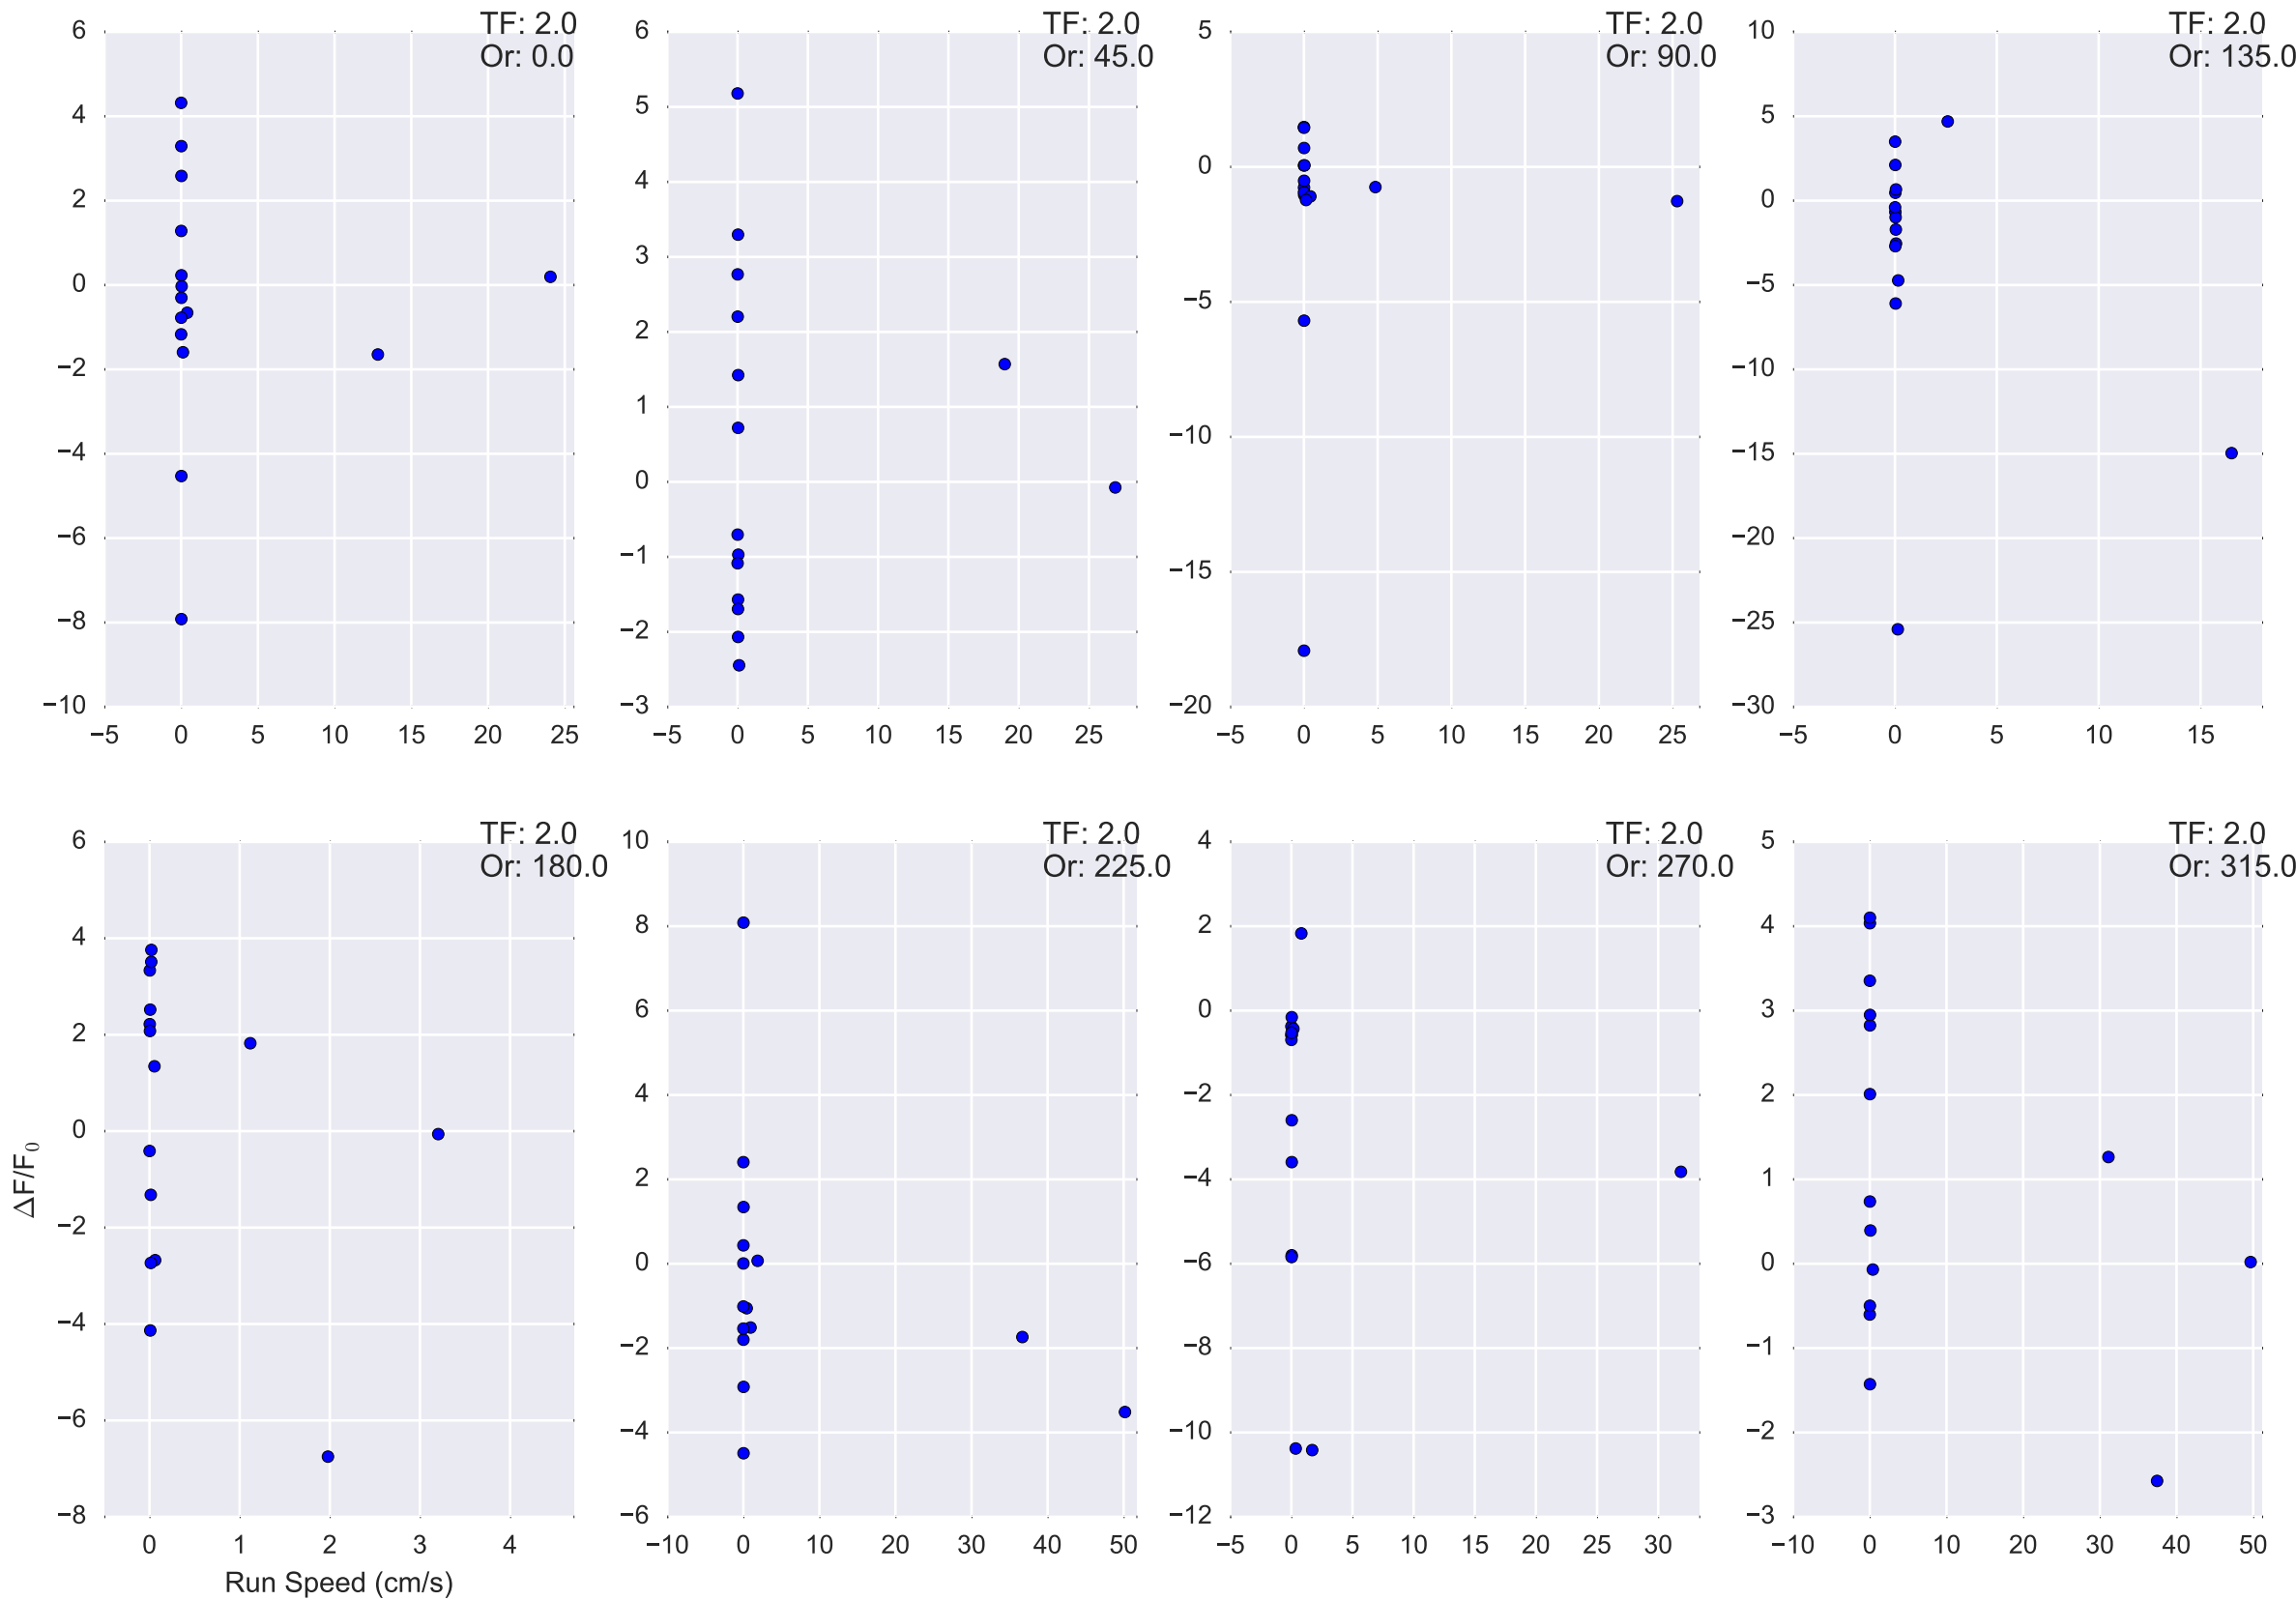 TF: 2.0
Or: 0.0
6
4
2
0
−2
−4
−6
−8
−10
−5 0 5 10 15 20 25
TF: 2.0
Or: 45.0
6
5
4
3
2
1
0
−1
−2
−3
−5 0 5 10 15 20 25
TF: 2.0
Or: 90.0
5
0
−5
−10
−15
−20
−5 0 5 10 15 20 25
TF: 2.0
Or: 135.0
10
5
0
−5
−10
−15
−20
−25
−30
−5 0 5 10 15
TF: 2.0
Or: 180.0
6
4
2
0
−2
−4
−6
−8
ΔF/F0
0 1 2 3 4
Run Speed (cm/s)
TF: 2.0
Or: 225.0
10
8
6
4
2
0
−2
−4
−6
−10 0 10 20 30 40 50
TF: 2.0
Or: 270.0
4
2
0
−2
−4
−6
−8
−10
−12
−5 0 5 10 15 20 25 30
TF: 2.0
Or: 315.0
5
4
3
2
1
0
−1
−2
−3
−10 0 10 20 30 40 50